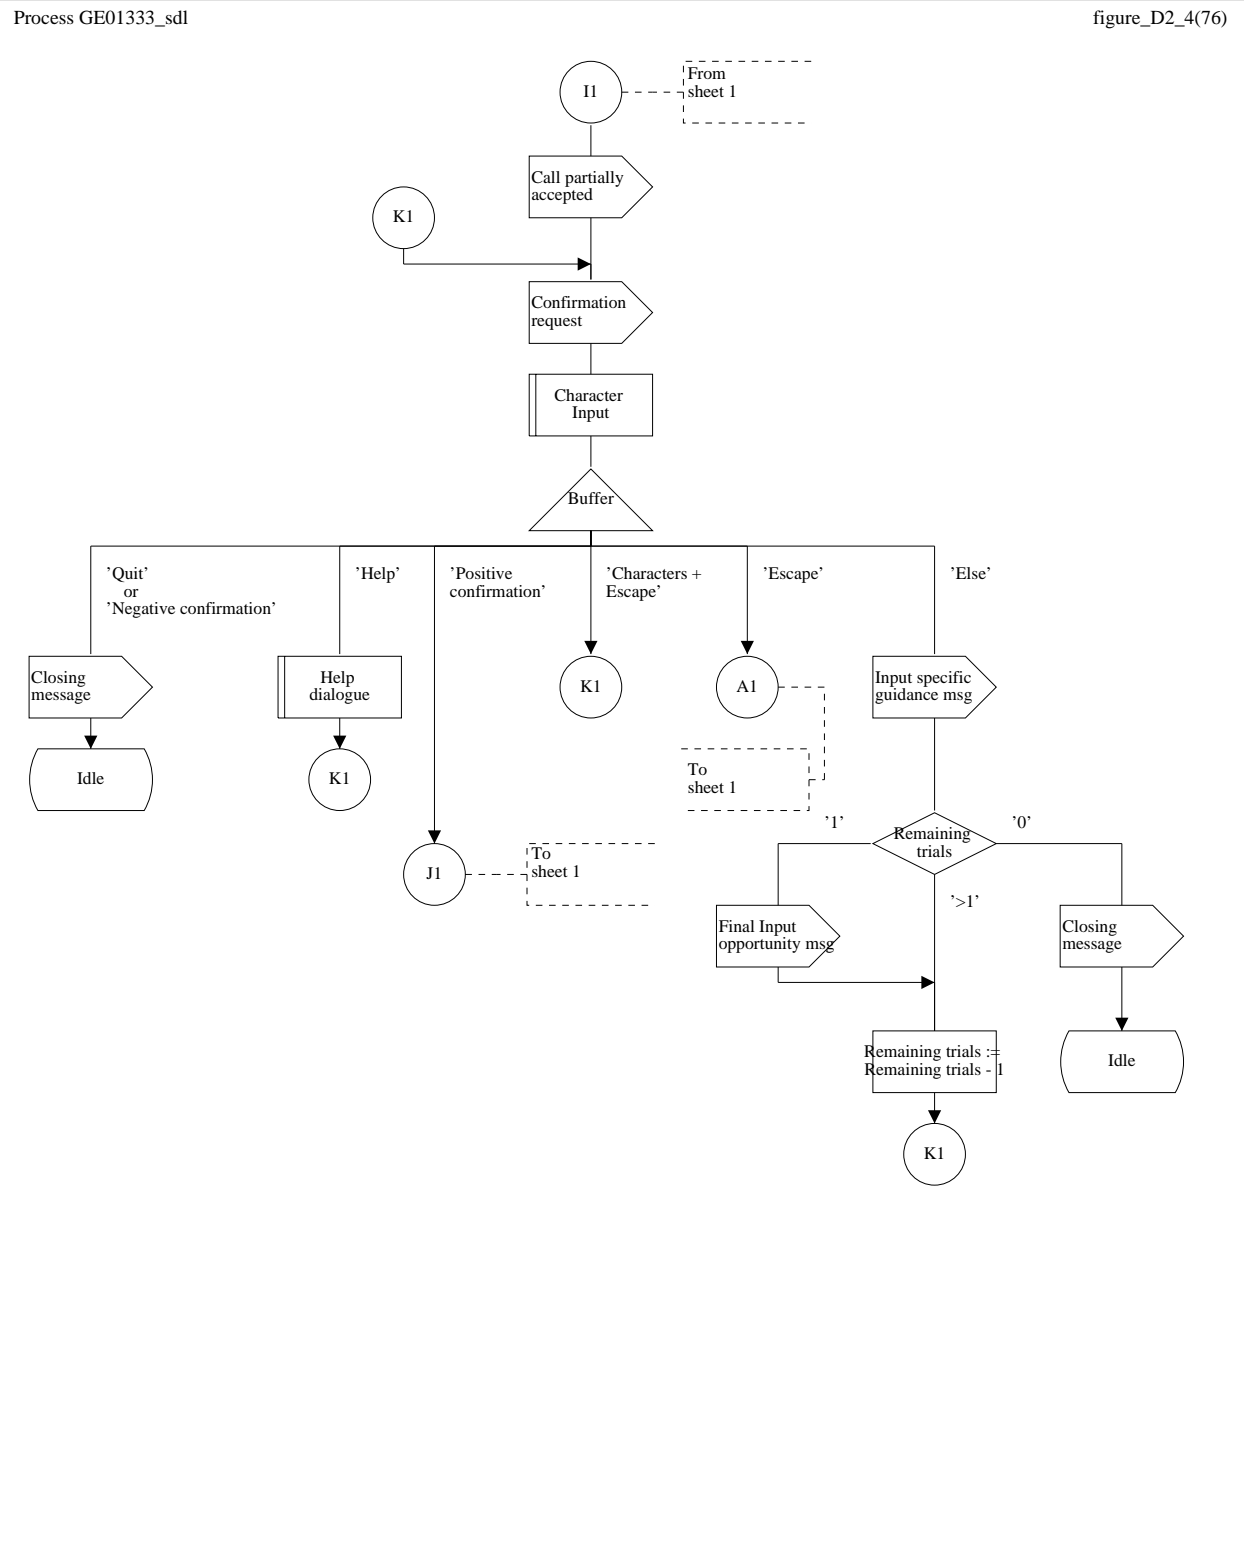 Process GE01333_sdl
figure_D2_4(76)
I1
From
sheet 1
Call partially
accepted
K1
Confirmation
request
Character
Input
Buffer
’Quit’
or
’Negative confirmation’
’Help’
’Positive
confirmation’
’Characters +
Escape’
’Escape’
’Else’
Closing
message
Help
dialogue
K1
A1
Input specific
guidance msg
Idle
K1
To
sheet 1
’1’
Remaining
trials
’0’
J1
To
sheet 1
’>1’
Final Input
opportunity msg
Closing
message
Remaining trials :=
Remaining trials - 1
Idle
K1